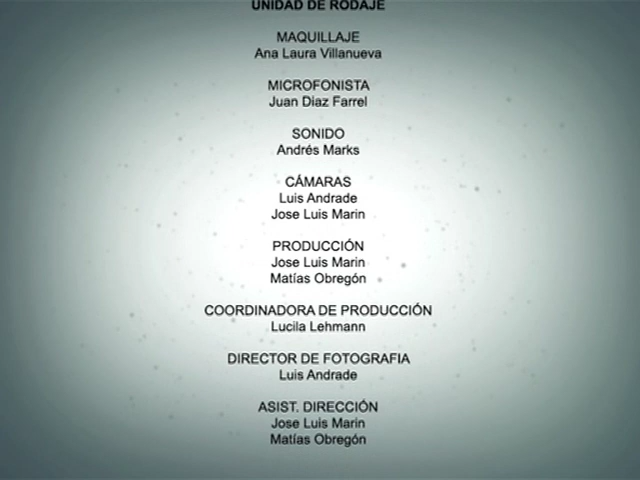 UNIDAD DE RODAJE
MAQUILLAJE
Ana Laura Villanueva
MICROFONISTA
Juan Diaz Farrel
SONIDO
Andrés Marks
CÁMARAS
Luis Andrade
Jose Luis Marin
PRODUCCIÓN
Jose Luis Marin
Matías Obregón
COORDINADORA DE PRODUCCIÓN
Lucila Lehmann
DIRECTOR DE FOTOGRAFIA
Luis Andrade
ASIST. DIRECCIÓN
Jose Luis Marin
Matías Obregón